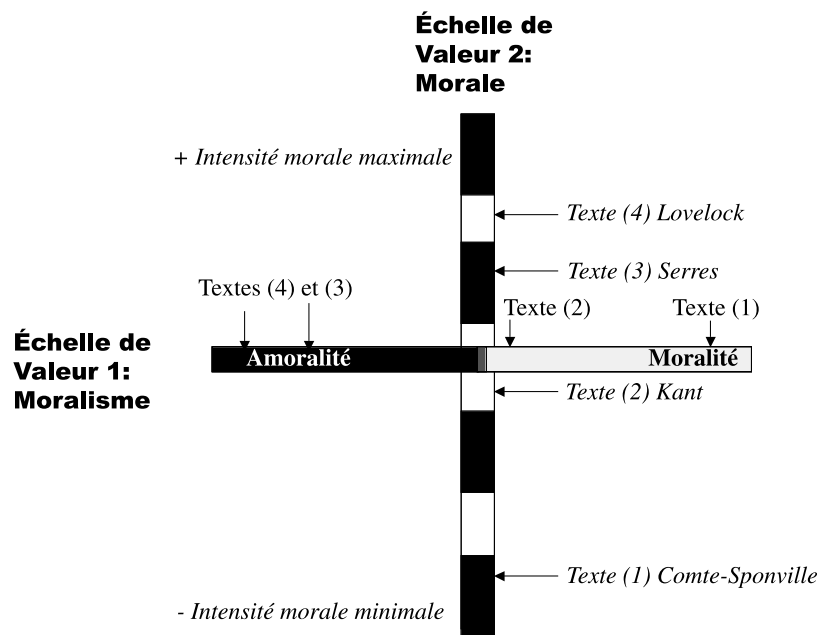 Échelle de
Valeur 2:
Morale
+ Intensité morale maximale
Texte (4) Lovelock
Texte (3) Serres
Textes (4) et (3)
Texte (2)
Texte (1)
Échelle de
Valeur 1:
Moralisme
Amoralité
Moralité
Texte (2) Kant
Texte (1) Comte-Sponville
- Intensité morale minimale